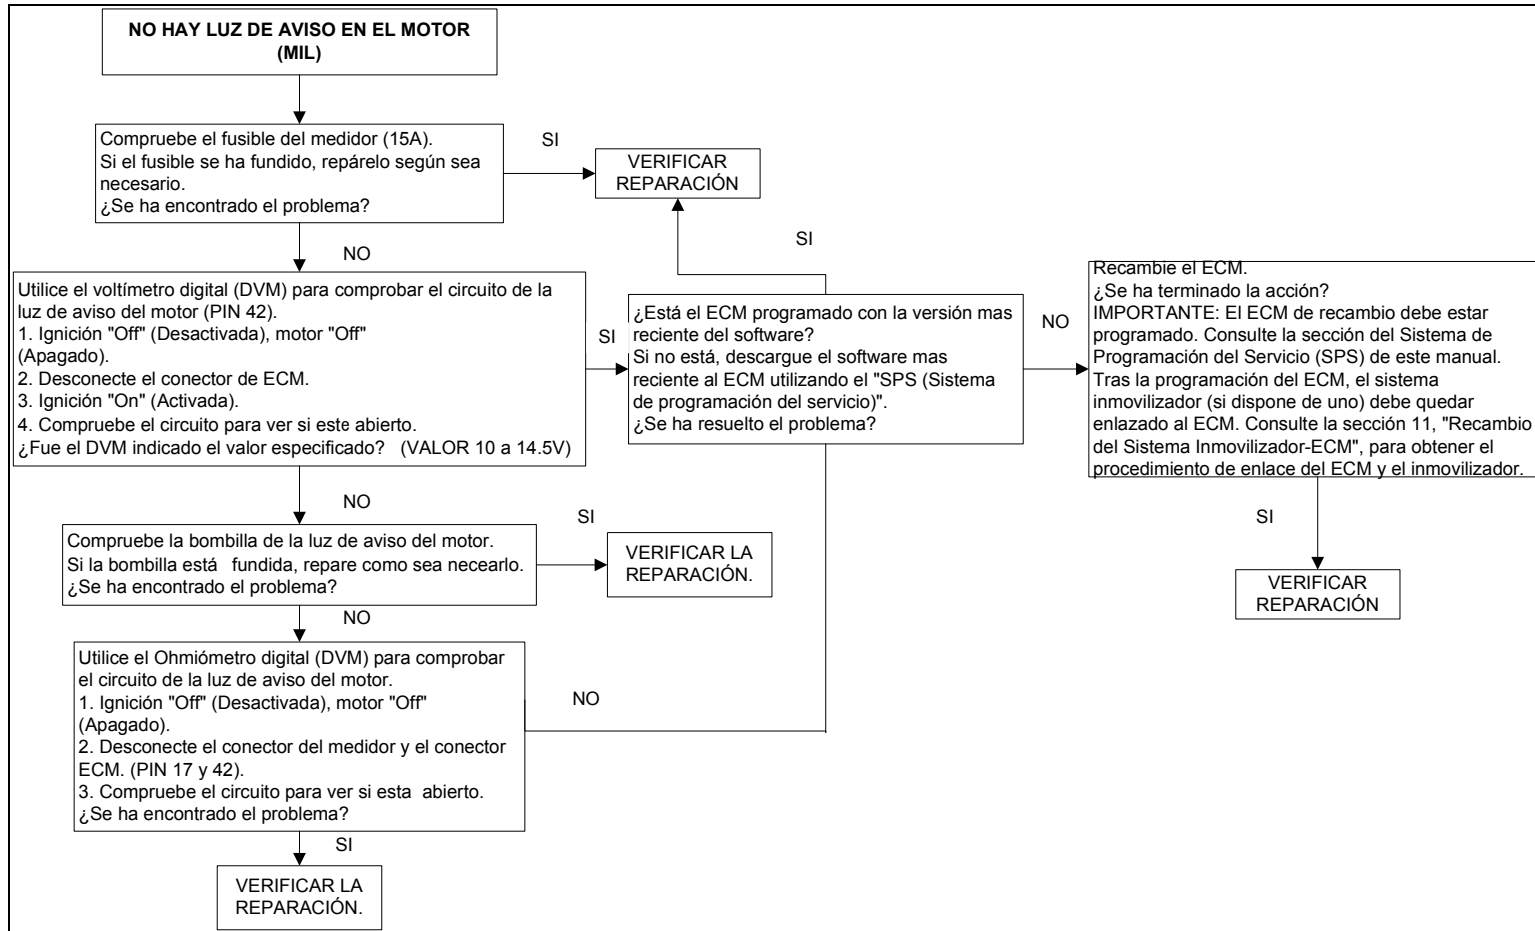 NO HAY LUZ DE AVISO EN EL MOTOR
(MIL)
Compruebe el fusible del medidor (15A).
Si el fusible se ha fundido, repárelo según sea
necesario.
¿Se ha encontrado el problema?
SI
VERIFICAR
REPARACIÓN
NO
Utilice el voltímetro digital (DVM) para comprobar el circuito de la
luz de aviso del motor (PIN 42).
1. Ignición "Off" (Desactivada), motor "Off"
(Apagado).
2. Desconecte el conector de ECM.
3. Ignición "On" (Activada).
4. Compruebe el circuito para ver si este abierto.
¿Fue el DVM indicado el valor especificado? (VALOR 10 a 14.5V)
SI
¿Está el ECM programado con la versión mas
reciente del software?
Si no está, descargue el software mas
reciente al ECM utilizando el "SPS (Sistema
de programación del servicio)".
¿Se ha resuelto el problema?
SI
NO
Recambie el ECM.
¿Se ha terminado la acción?
IMPORTANTE: El ECM de recambio debe estar
programado. Consulte la sección del Sistema de
Programación del Servicio (SPS) de este manual.
Tras la programación del ECM, el sistema
inmovilizador (si dispone de uno) debe quedar
enlazado al ECM. Consulte la sección 11, "Recambio
del Sistema Inmovilizador-ECM", para obtener el
procedimiento de enlace del ECM y el inmovilizador.
SI
VERIFICAR
REPARACIÓN
NO
Compruebe la bombilla de la luz de aviso del motor.
Si la bombilla está fundida, repare como sea necearlo.
¿Se ha encontrado el problema?
SI
VERIFICAR LA
REPARACIÓN.
NO
Utilice el Ohmiómetro digital (DVM) para comprobar
el circuito de la luz de aviso del motor.
1. Ignición "Off" (Desactivada), motor "Off"
(Apagado).
2. Desconecte el conector del medidor y el conector
ECM. (PIN 17 y 42).
3. Compruebe el circuito para ver si esta abierto.
¿Se ha encontrado el problema?
NO
SI
VERIFICAR LA
REPARACIÓN.